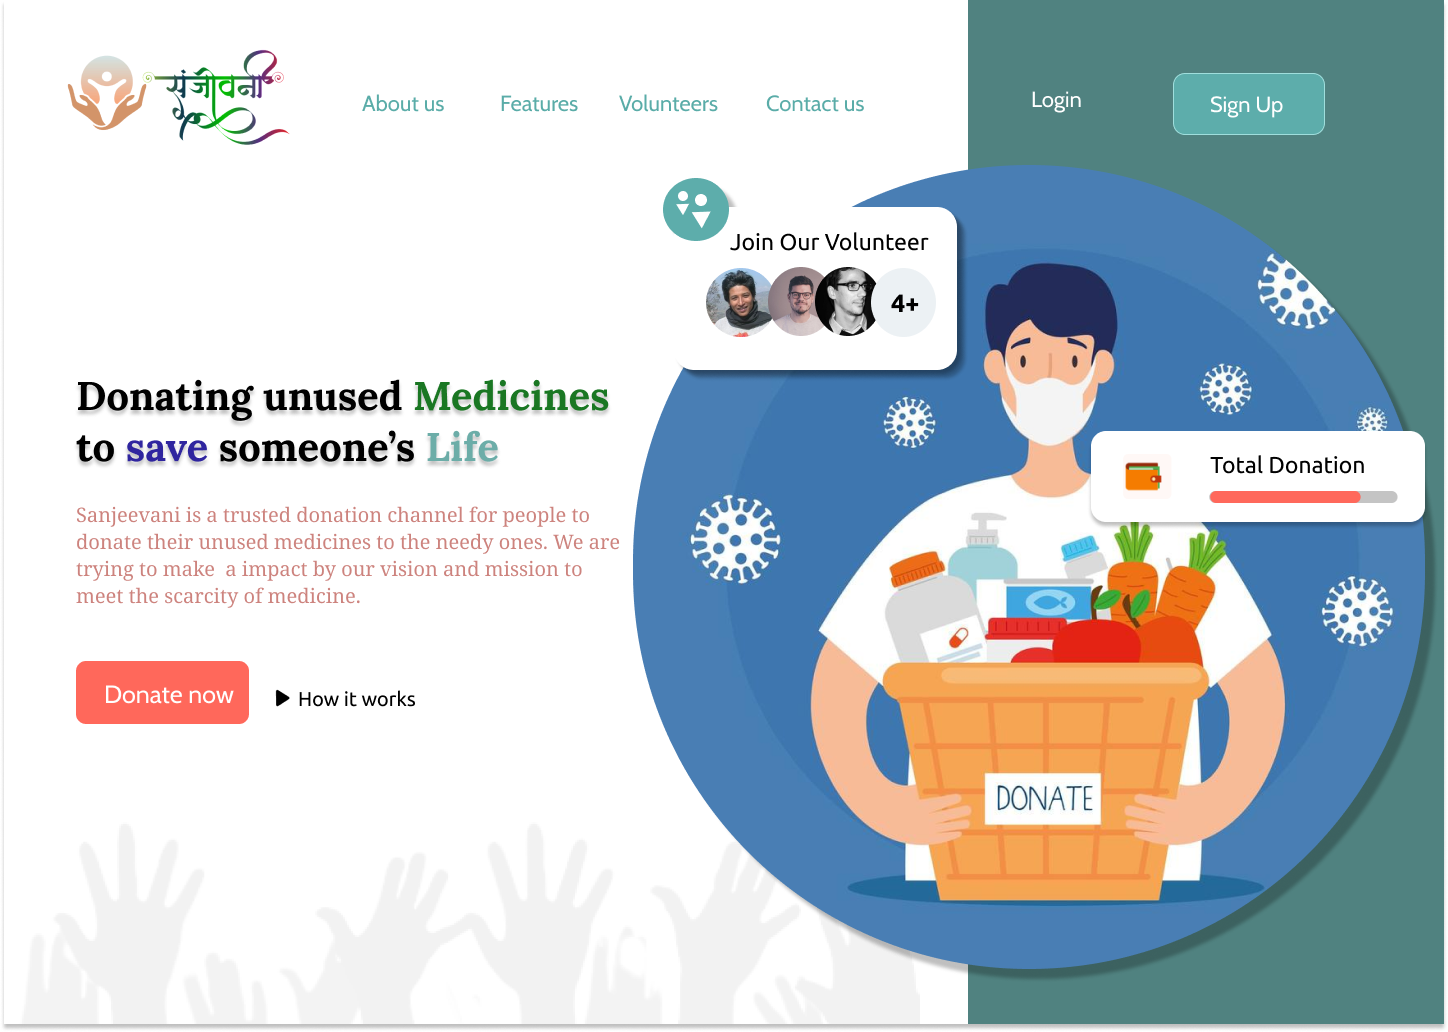 संजीवनी
About us
Features
Volunteers
Contact us
Login
Sign Up
Join Our Volunteer
4+
Donating unused Medicines
to save someone’s Life
Sanjeevani is a trusted donation channel for people to
donate their unused medicines to the needy ones. We are
trying to make  a impact by our vision and mission to
meet the scarcity of medicine.
Donate now
How it works
Total Donation
DONATE